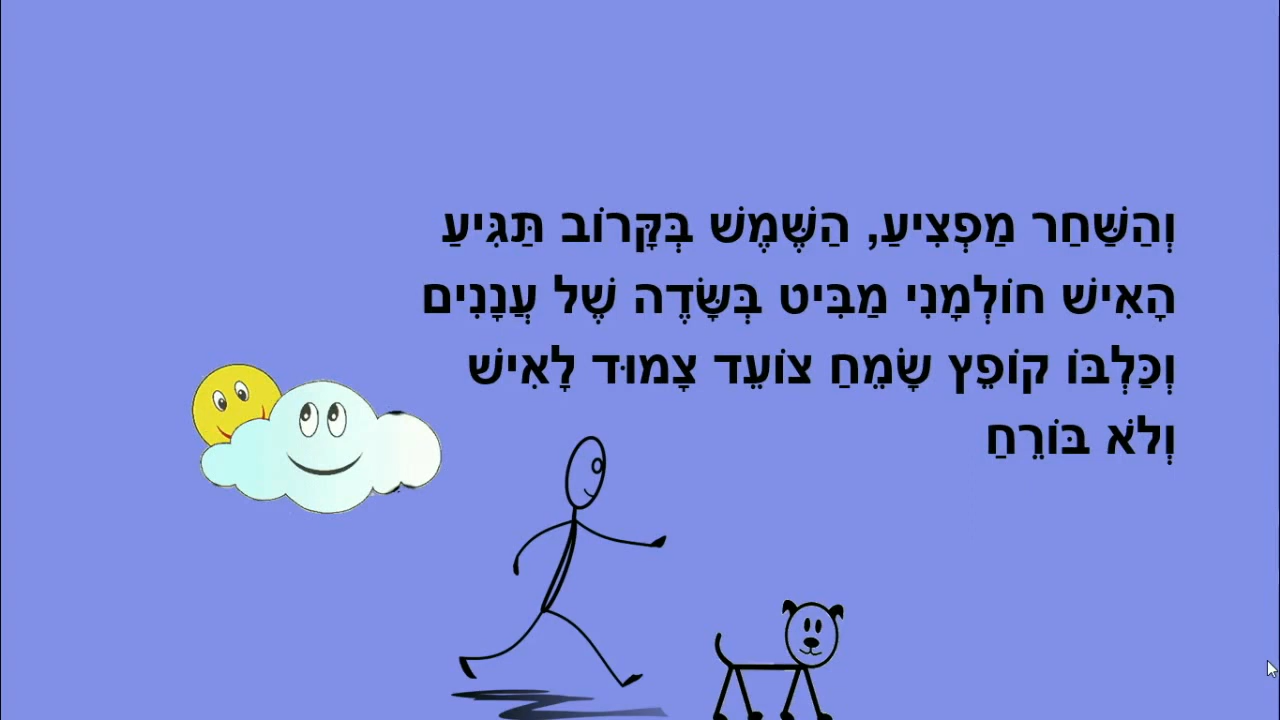 וְהַשַּׁחַר מַפְצִיעַ, הַשֶּׁמֶשׁ בְּקָּרוֹב תַּגִּיעַ
הָאִישׁ חוֹלְמָנִי מַבִּיט בְּשָּׂדֶה שֶׁל עֲנָנִים
וְכַּלְבּוֹ קוֹפֵץ שָׂמֵחַ צוֹעֵד צָמוּד לָאִישׁ
וְלֹא בּוֹרֵחַ